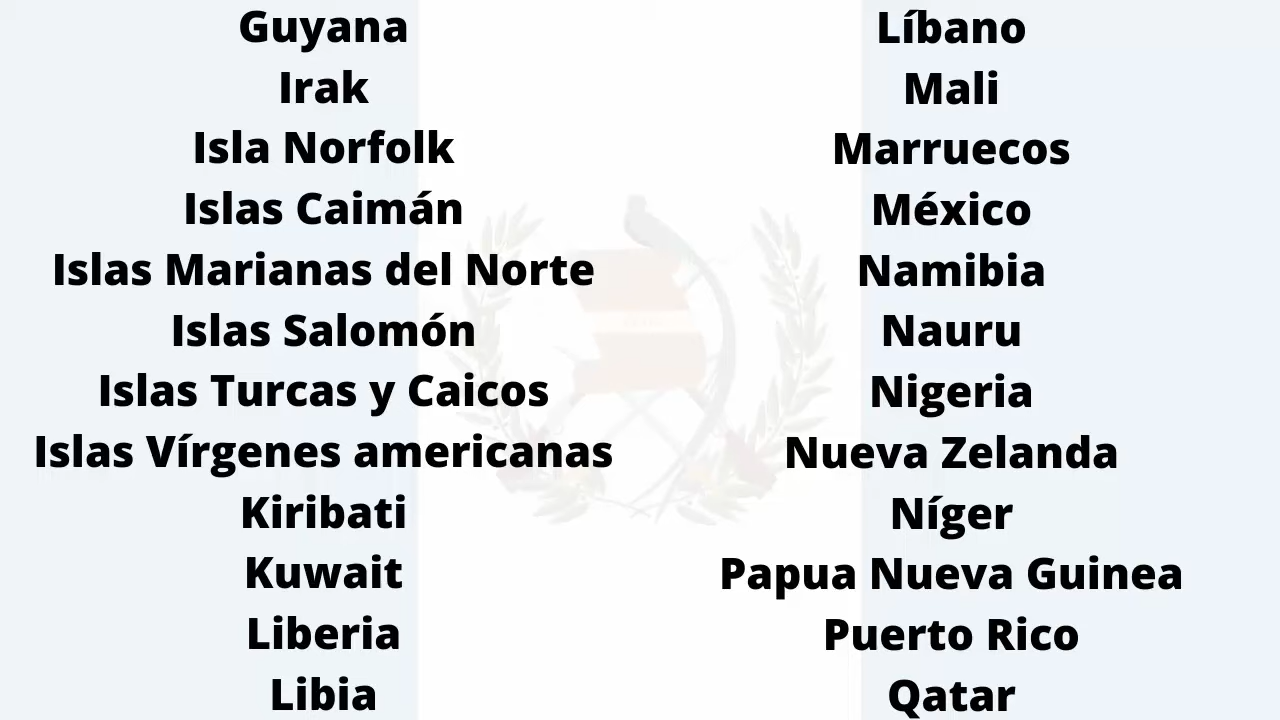 Guyana
Irak
Isla Norfolk
Islas Caimán
Islas Marianas del Norte
Islas Salomón
Islas Turcas y Caicos
Islas Vírgenes americanas
Kiribati
Kuwait
Liberia
Libia
Líbano
Mali
Marruecos
México
Namibia
Nauru
Nigeria
Nueva Zelanda
Níger
Papua Nueva Guinea
Puerto Rico
Qatar